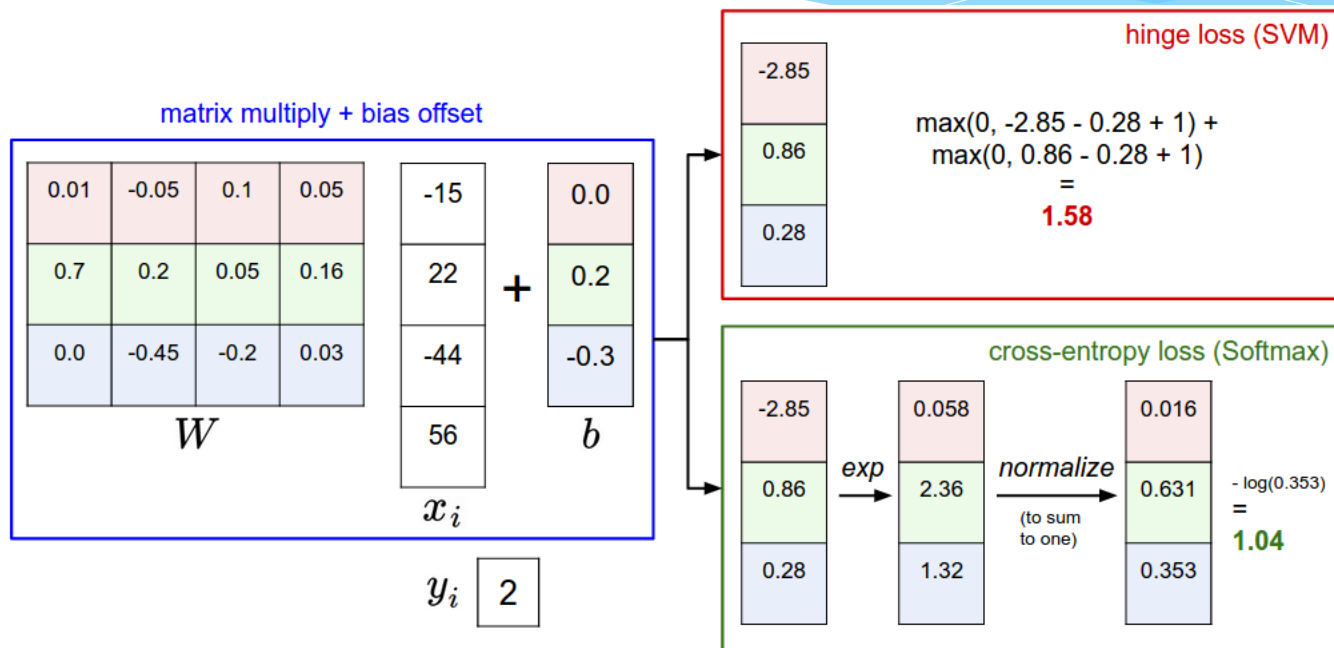 matrix multiply + bias offset
0.01 -0.05 0.1 0.05
0.7 0.2 0.05 0.16
0.0 -0.45 -0.2 0.03
W
-15
22
-44
56
x_i
+
0.0
0.2
-0.3
b
y_i 2
hinge loss (SVM)
-2.85
0.86
0.28
max(0, -2.85 - 0.28 + 1) +
max(0, 0.86 - 0.28 + 1)
=
1.58
cross-entropy loss (Softmax)
-2.85
0.86
0.28
exp
0.058
2.36
1.32
normalize
(to sum
to one)
0.016
0.631
0.353
- log(0.353)
=
1.04